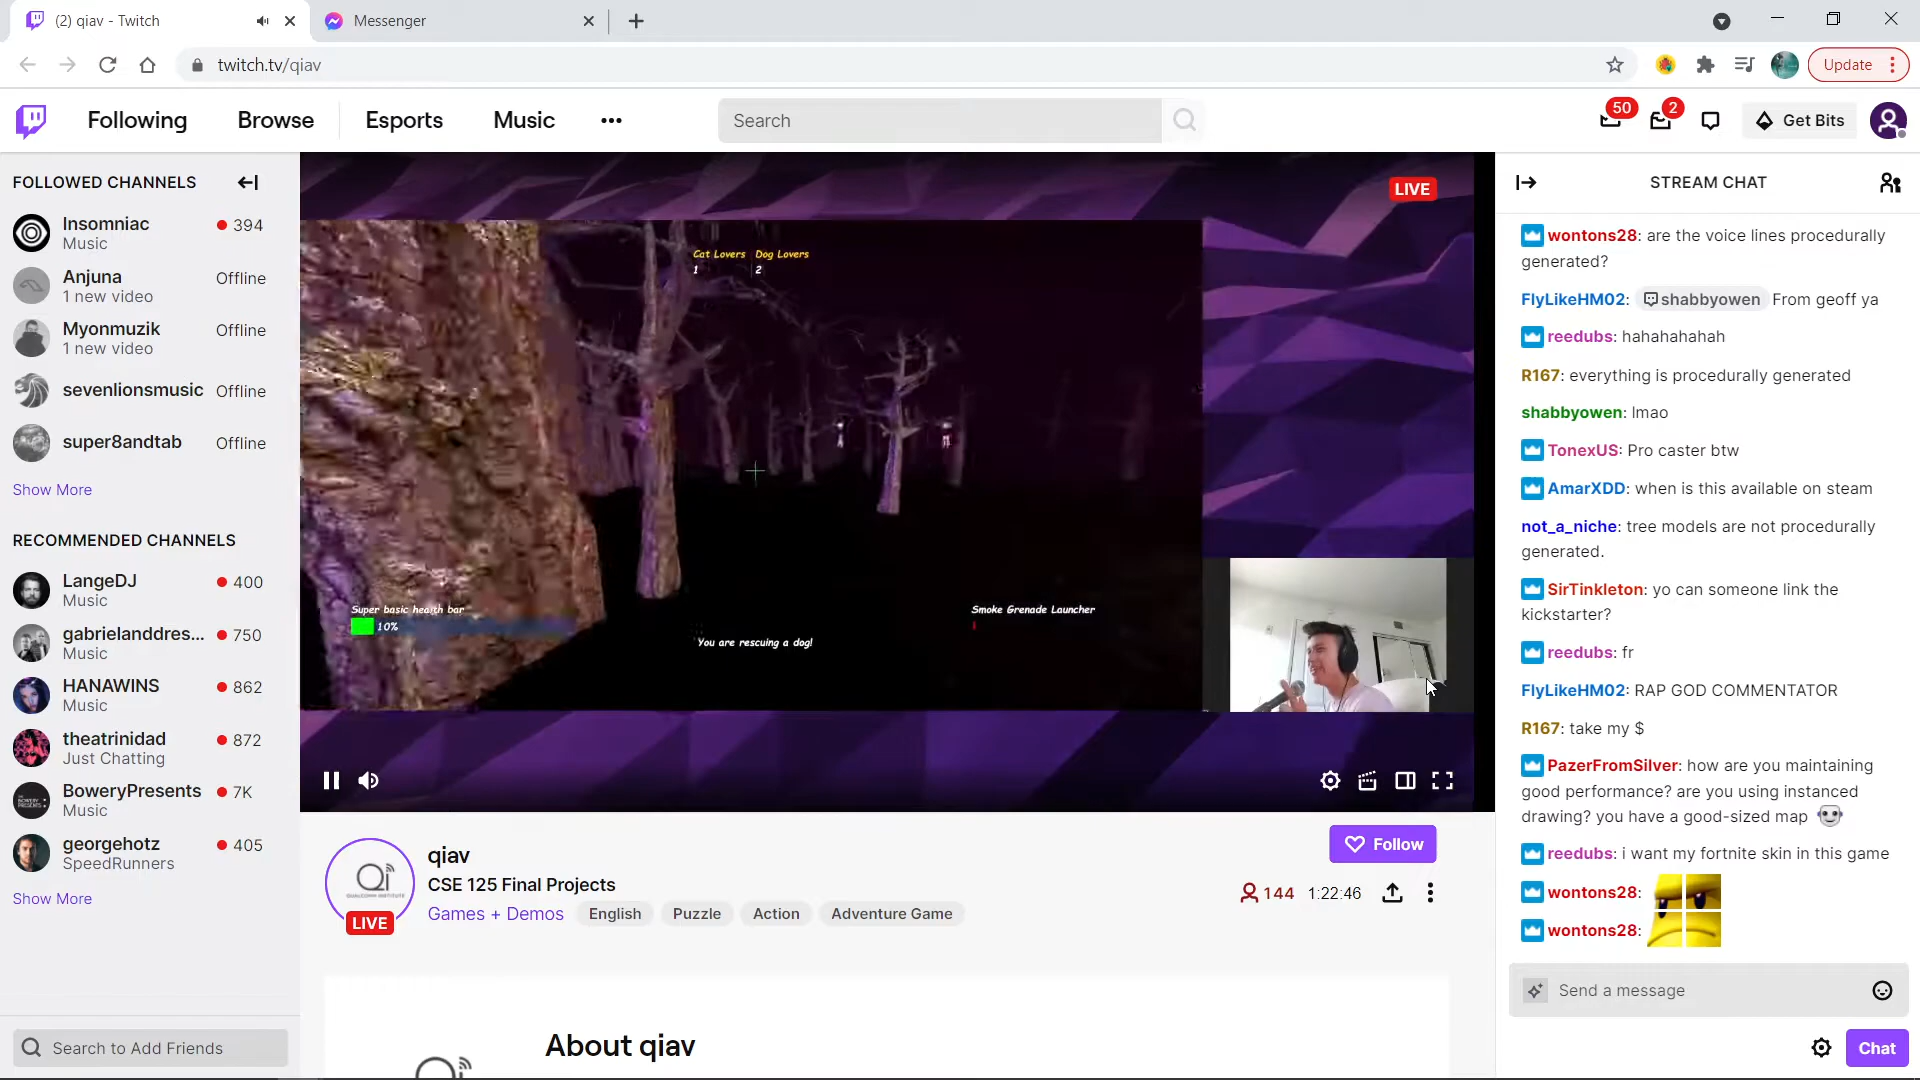 (2) qiav - Twitch
Messenger
twitch.tv/qiav
Update
Following
Browse
Esports
Music
Search
50
2
Get Bits
FOLLOWED CHANNELS
Insomniac
394
Music
Anjuna
Offline
1 new video
Myonmuzik
Offline
1 new video
sevenlionsmusic
Offline
super8andtab
Offline
Show More
RECOMMENDED CHANNELS
LangeDJ
400
Music
gabrielanddres...
750
Music
HANAWINS
862
Music
theatrinidad
872
Just Chatting
BoweryPresents
7K
Music
georgehotz
405
SpeedRunners
Show More
Search to Add Friends
LIVE
Cat Lovers Dog Lovers
1 2
Super basic health bar
10%
You are rescuing a dog!
Smoke Grenade Launcher
qiav
CSE 125 Final Projects
Games + Demos
English
Puzzle
Action
Adventure Game
LIVE
Qi
Follow
144
1:22:46
About qiav
STREAM CHAT
wontons28: are the voice lines procedurally
generated?
FlyLikeHM02: shabbyowen From geoff ya
reedubs: hahahahahah
R167: everything is procedurally generated
shabbyowen: lmao
TonexUS: Pro caster btw
AmarXDD: when is this available on steam
not_a_niche: tree models are not procedurally
generated.
SirTinkleton: yo can someone link the
kickstarter?
reedubs: fr
FlyLikeHM02: RAP GOD COMMENTATOR
R167: take my $
PazerFromSilver: how are you maintaining
good performance? are you using instanced
drawing? you have a good-sized map
reedubs: i want my fortnite skin in this game
wontons28:
wontons28:
Send a message
Chat